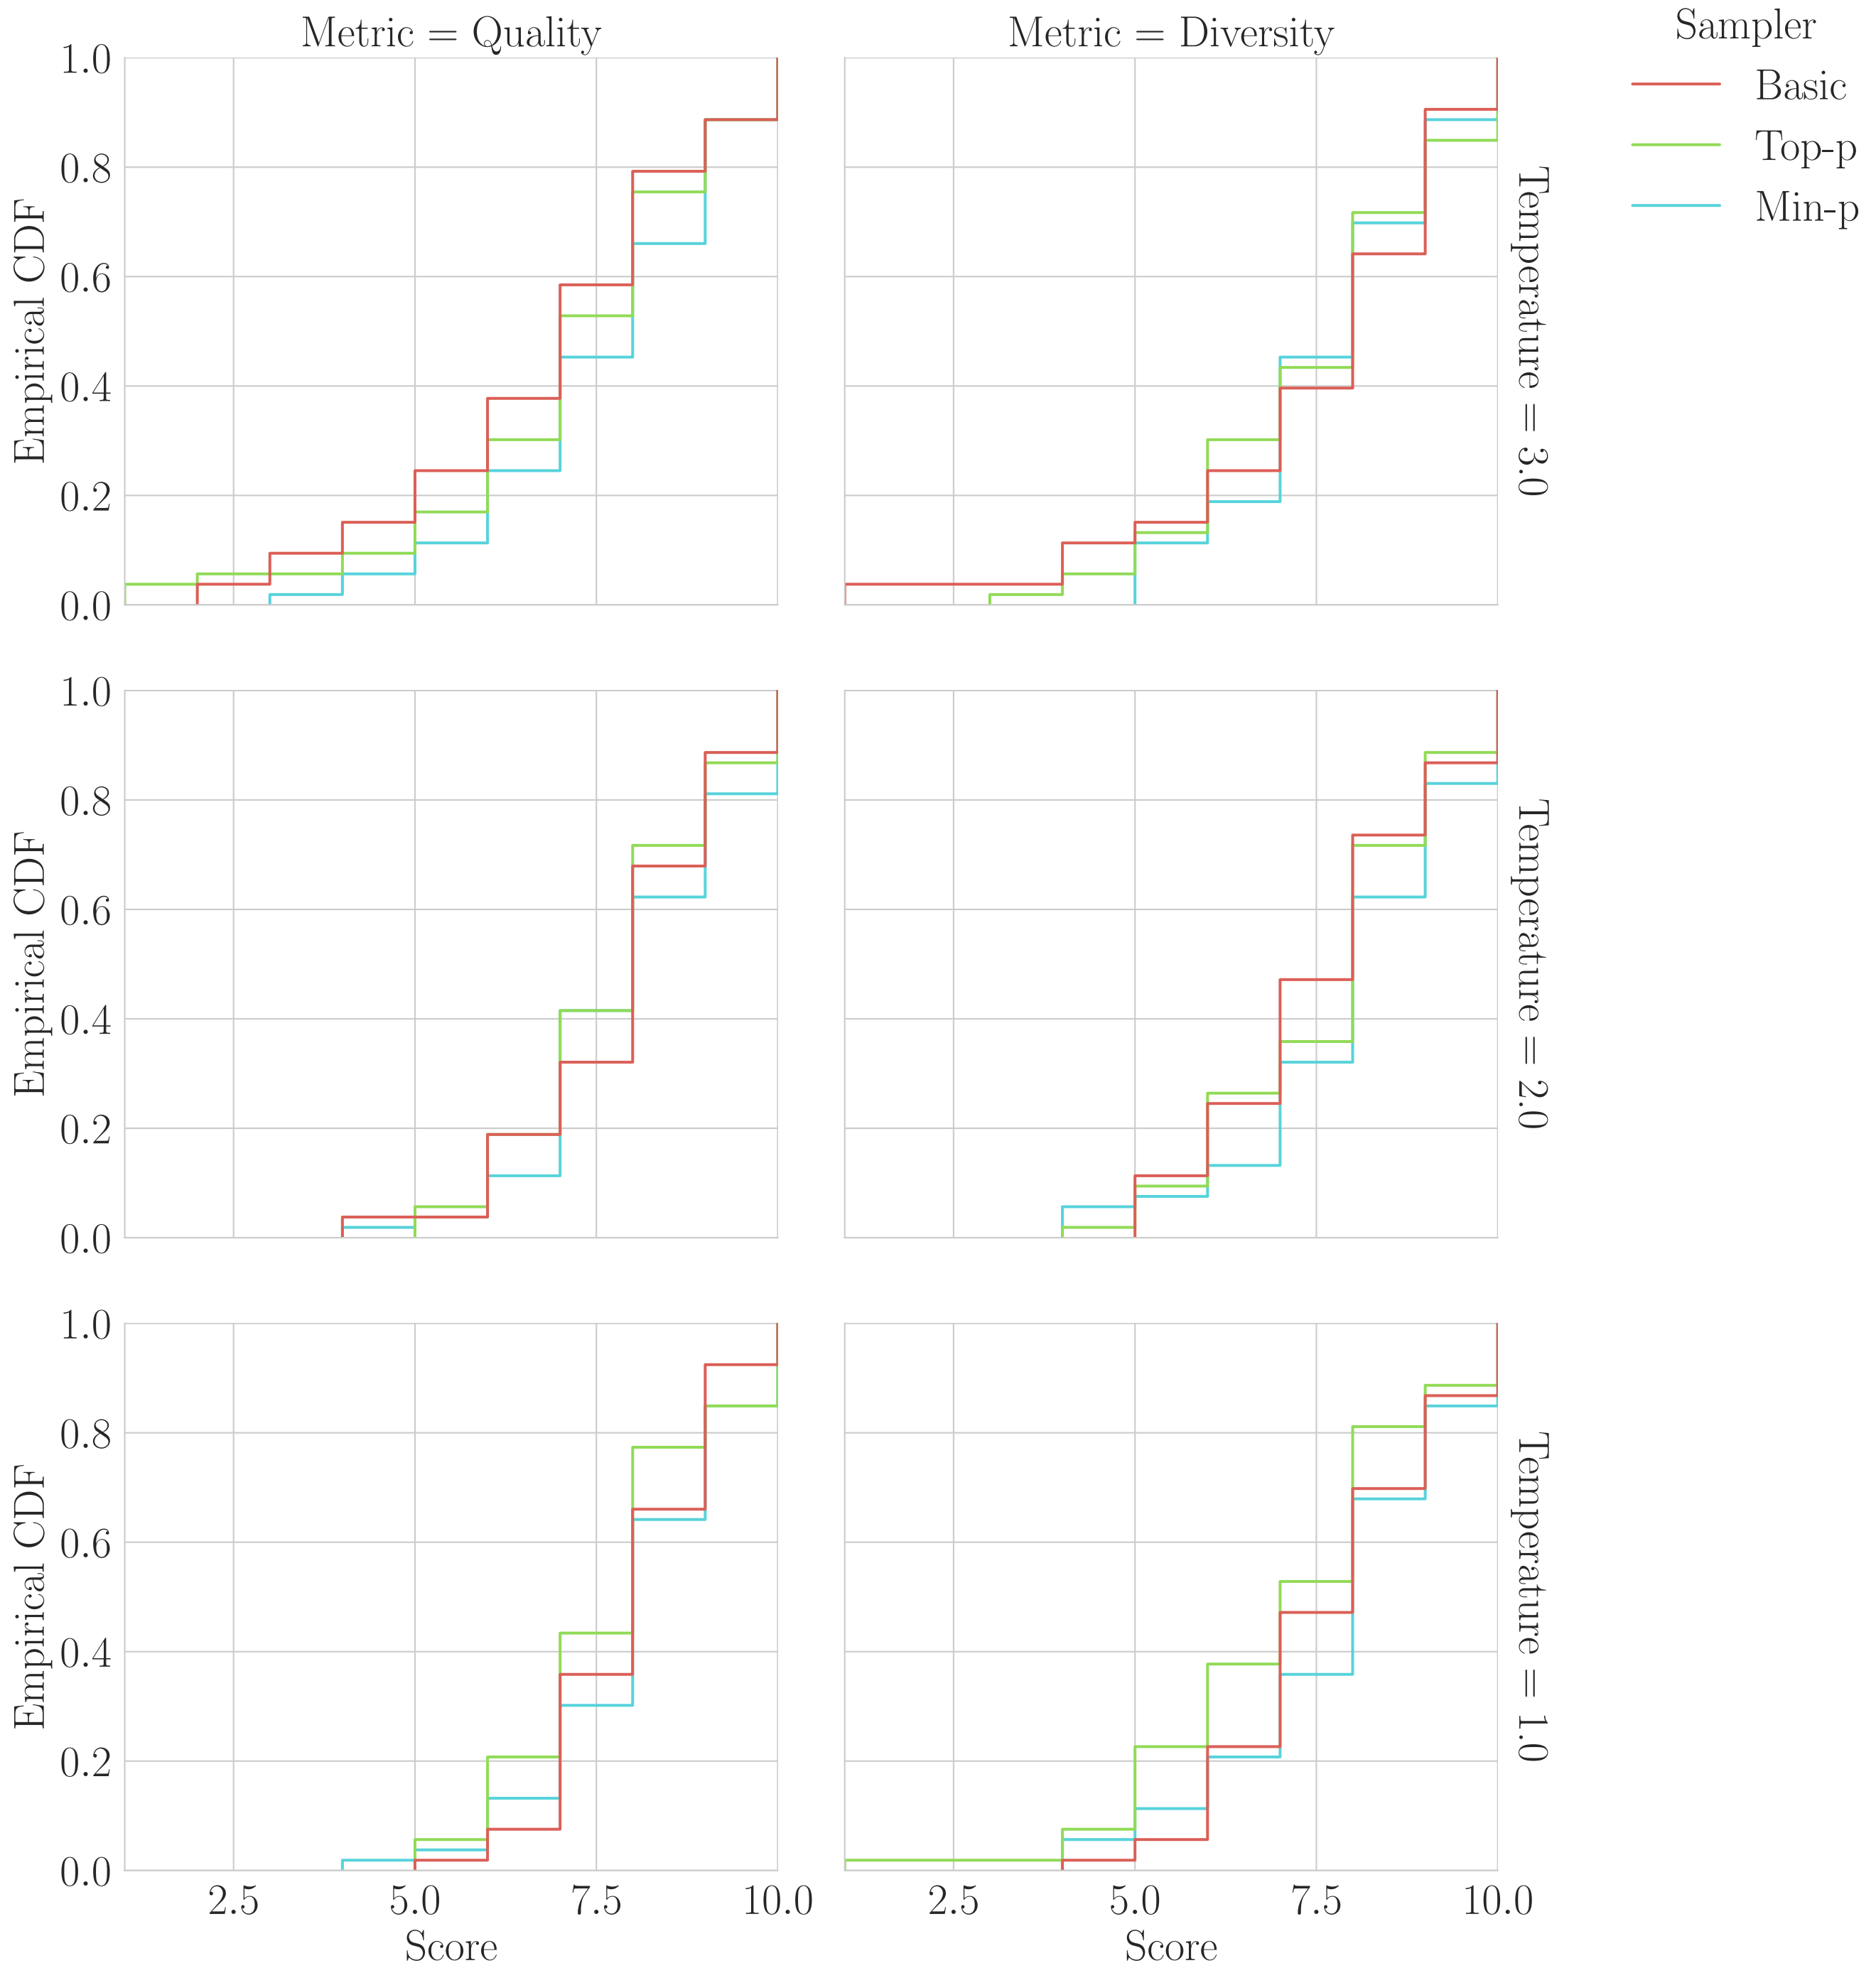 Metric = Quality
Metric = Diversity
Sampler
Basic
Top-p
Min-p
1.0
0.8
0.6
0.4
0.2
0.0
Empirical CDF
Temperature = 3.0
1.0
0.8
0.6
0.4
0.2
0.0
Empirical CDF
Temperature = 2.0
1.0
0.8
0.6
0.4
0.2
0.0
Empirical CDF
Temperature = 1.0
2.5 5.0 7.5 10.0
2.5 5.0 7.5 10.0
Score
Score